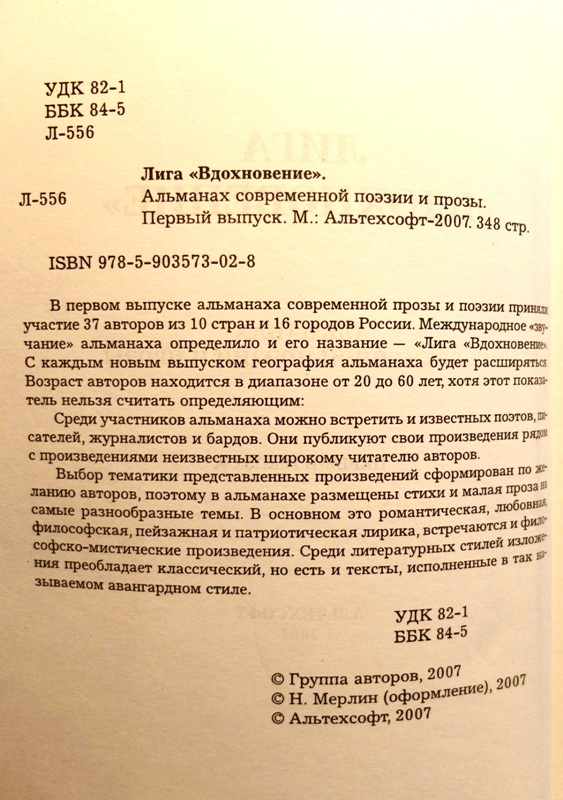 УДК 82-1
ББК 84-5
Л-556
Лига «Вдохновение».
Л-556 Альманах современной поэзии и прозы.
Первый выпуск. М.: Альтехсофт-2007. 348 стр.
ISBN 978-5-903573-02-8
В первом выпуске альманаха современной прозы и поэзии приняли
участие 37 авторов из 10 стран и 16 городов России. Международное «зву-
чание» альманаха определило и его название — «Лига «Вдохновение».
С каждым новым выпуском география альманаха будет расширяться
Возраст авторов находится в диапазоне от 20 до 60 лет, хотя этот показа-
тель нельзя считать определяющим:
Среди участников альманаха можно встретить и известных поэтов, пи-
сателей, журналистов и бардов. Они публикуют свои произведения рядом
с произведениями неизвестных широкому читателю авторов.
Выбор тематики представленных произведений сформирован по же-
ланию авторов, поэтому в альманахе размещены стихи и малая проза на
самые разнообразные темы. В основном это романтическая, любовная,
философская, пейзажная и патриотическая лирика, встречаются и фило-
софско-мистические произведения. Среди литературных стилей изложе-
ния преобладает классический, но есть и тексты, исполненные в так на-
зываемом авангардном стиле.
УДК 82-1
ББК 84-5
© Группа авторов, 2007
© Н. Мерлин (оформление), 2007
© Альтехсофт, 2007